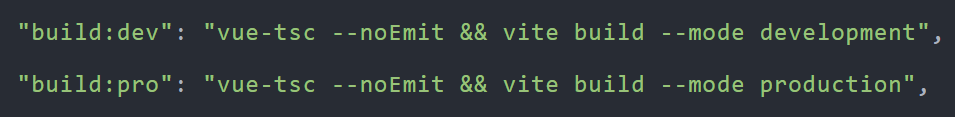 "build:dev": "vue-tsc --noEmit && vite build --mode development",
"build:pro": "vue-tsc --noEmit && vite build --mode production",